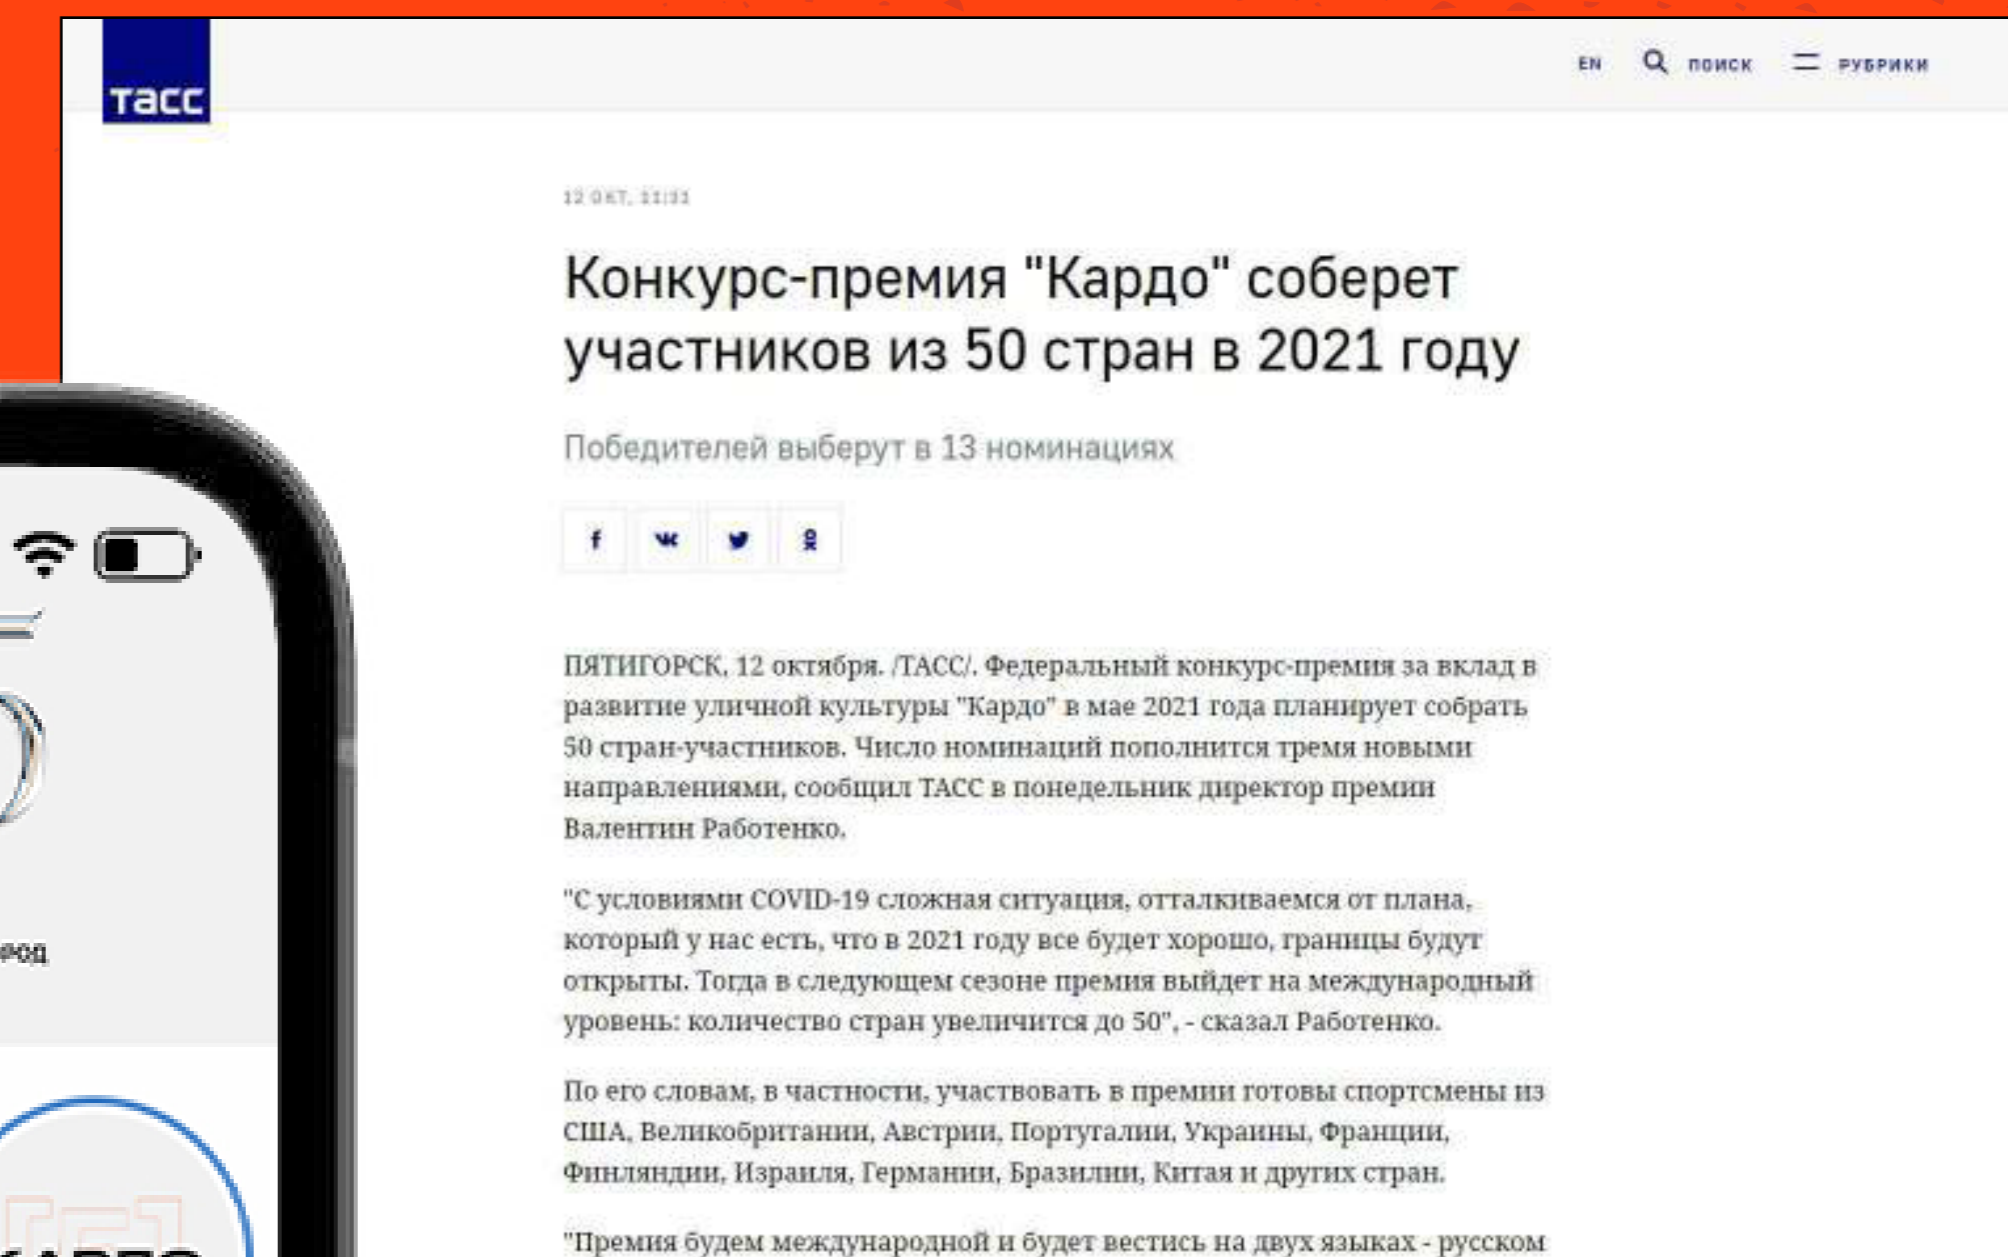 тасс
EN ПОИСК РУБРИКИ
12 ОКТ, 11:31
Конкурс-премия "Кардо" соберет
участников из 50 стран в 2021 году
Победителей выберут в 13 номинациях
ПЯТИГОРСК, 12 октября. /ТАСС/. Федеральный конкурс-премия за вклад в
развитие уличной культуры "Кардо" в мае 2021 года планирует собрать
50 стран-участников. Число номинаций пополнится тремя новыми
направлениями, сообщил ТАСС в понедельник директор премии
Валентин Работенко.
"С условиями COVID-19 сложная ситуация, отталкиваемся от плана,
который у нас есть, что в 2021 году все будет хорошо, границы будут
открыты. Тогда в следующем сезоне премия выйдет на международный
уровень: количество стран увеличится до 50", - сказал Работенко.
По его словам, в частности, участвовать в премии готовы спортсмены из
США, Великобритании, Австрии, Португалии, Украины, Франции,
Финляндии, Израиля, Германии, Бразилии, Китая и других стран.
"Премия будем международной и будет вестись на двух языках - русском